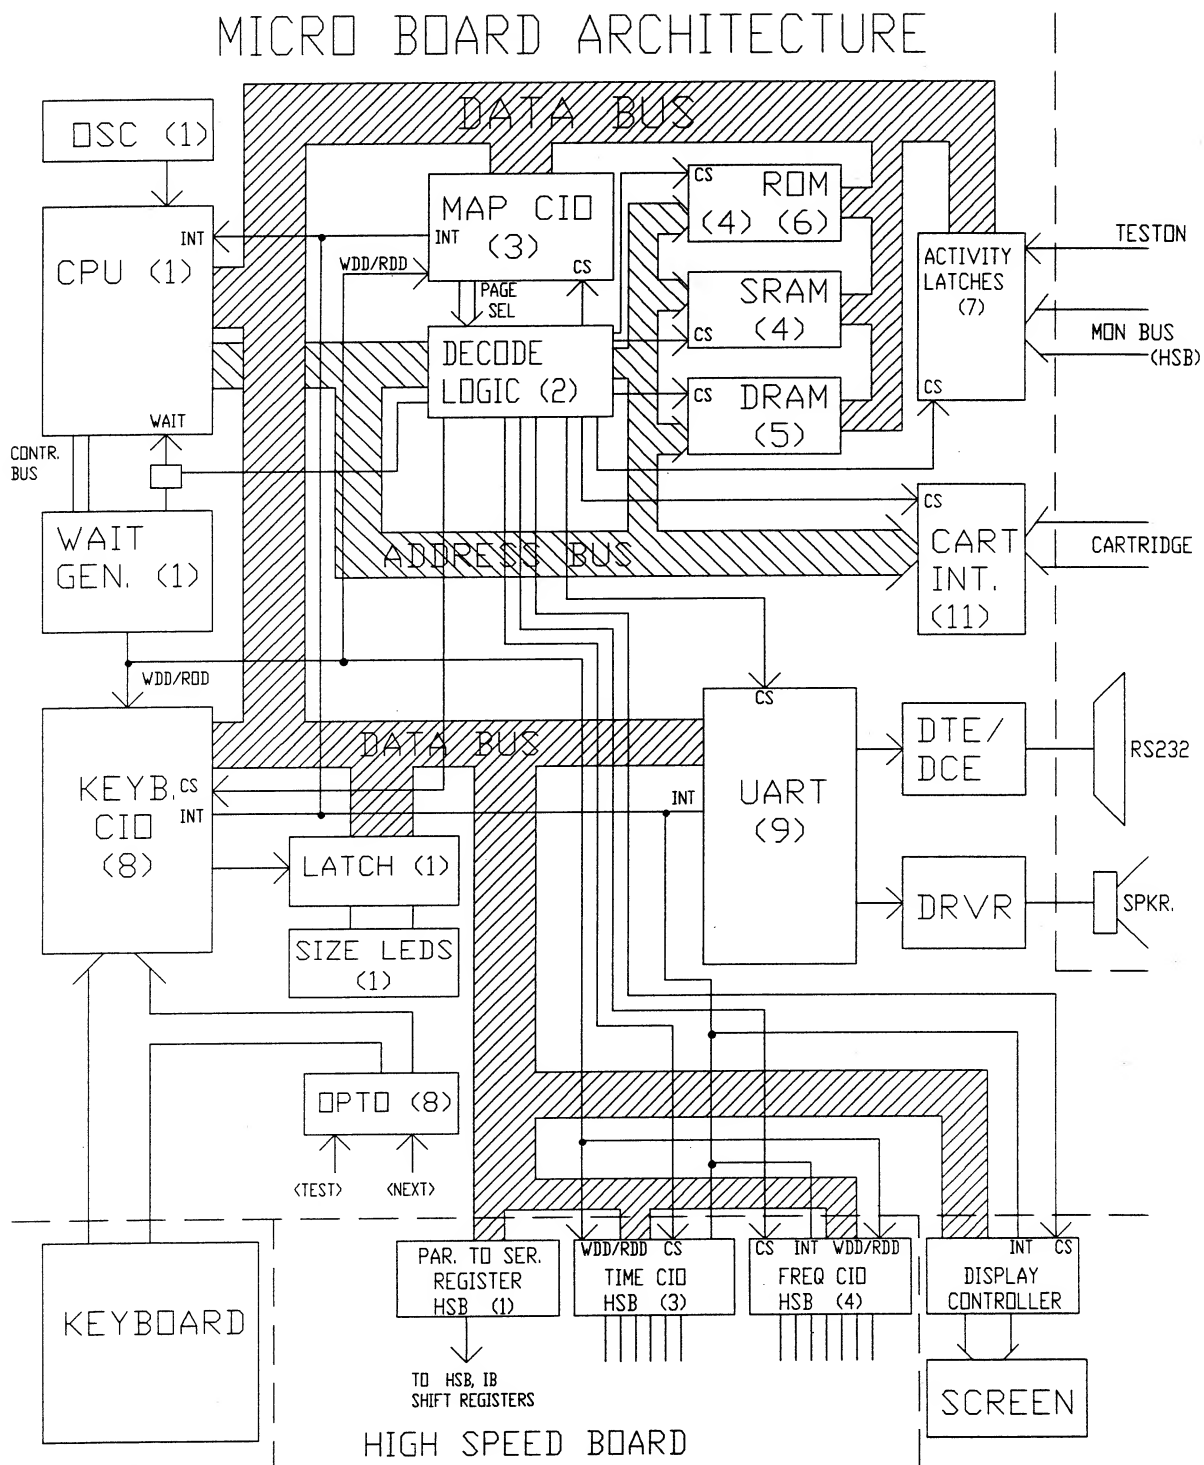 MICRO BOARD ARCHITECTURE
DATA BUS
OSC (1)
MAP CIO
(3)
INT
CS
ROM
(4) (6)
CS
CPU (1)
INT
WAIT
WDD/RDD
PAGE
SEL
SRAM
(4)
CS
ACTIVITY
LATCHES
(7)
CS
TESTON
MON BUS
(HSB)
DECODE
LOGIC (2)
DRAM
(5)
CS
CONTR.
BUS
WAIT
GEN. (1)
ADDRESS BUS
CS
CART
INT.
(11)
CARTRIDGE
WDD/RDD
DATA BUS
KEYB.
CIO
(8)
CS
INT
CS
INT
UART
(9)
DTE/
DCE
RS232
LATCH (1)
DRVR
SPKR.
SIZE LEDS
(1)
OPTO (8)
<TEST>
<NEXT>
KEYBOARD
PAR. TO SER.
REGISTER
HSB (1)
WDD/RDD CS
TIME CIO
HSB (3)
CS INT WDD/RDD
FREQ CIO
HSB (4)
INT CS
DISPLAY
CONTROLLER
TO HSB, IB
SHIFT REGISTERS
SCREEN
HIGH SPEED BOARD